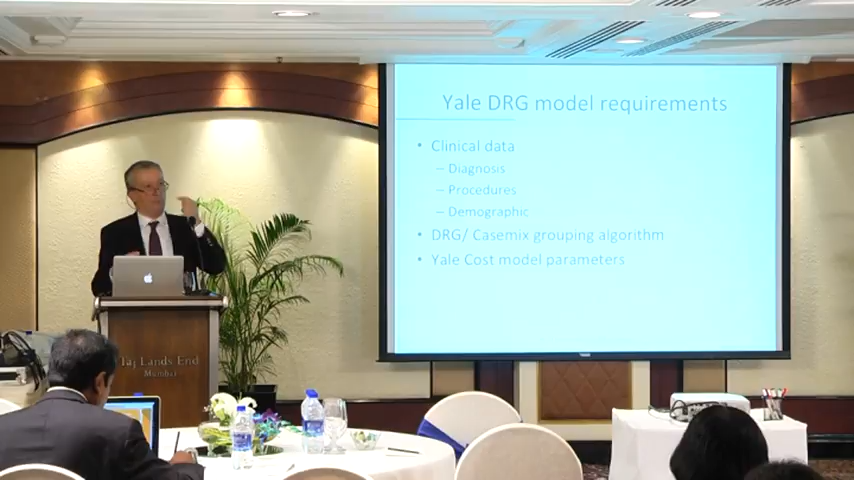 Yale DRG model requirements
• Clinical data
– Diagnosis
– Procedures
– Demographic
• DRG/ Casemix grouping algorithm
• Yale Cost model parameters
Taj Lands End
Mumbai